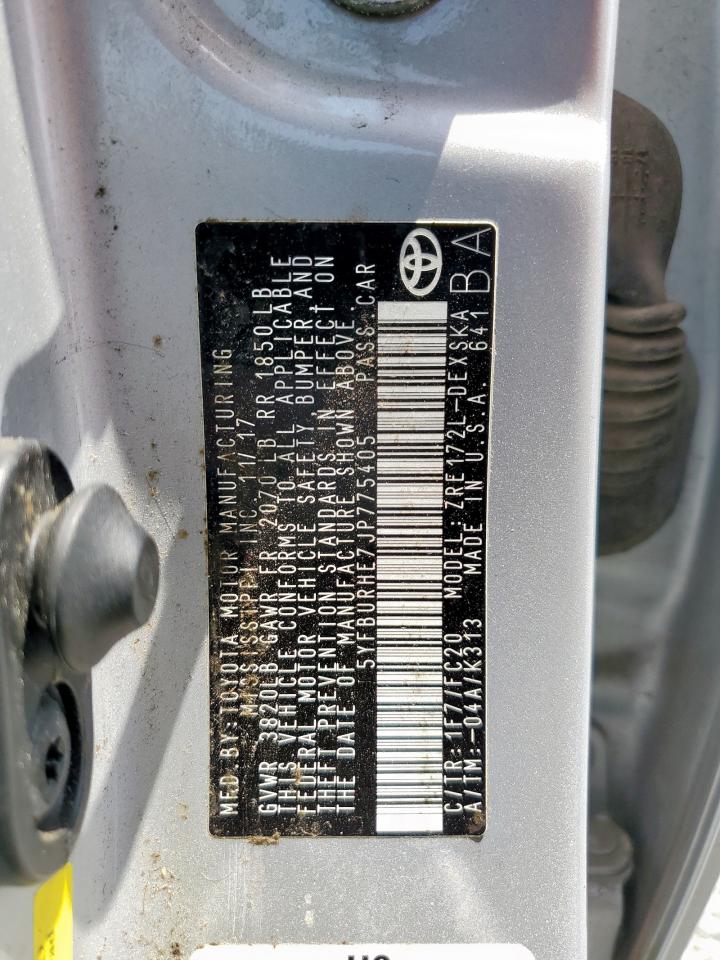 MFD BY: TOYOTA MOTOR MANUFACTURING
MISSISSIPPI INC 11/17
GVWR 3820LB GAWR FR 2070 LB RR 1850LB
THIS VEHICLE CONFORMS TO ALL APPLICABLE
FEDERAL MOTOR VEHICLE SAFETY, BUMPER, AND
THEFT PREVENTION STANDARDS IN EFFECT ON
THE DATE OF MANUFACTURE SHOWN ABOVE.
5YFBURHE7JP775405 PASS.CAR
C/TR: 1F7/FC20 MODEL: ZRE172L-DEXSKA
A/TM: -04A/K313 MADE IN U.S.A. 641
BA